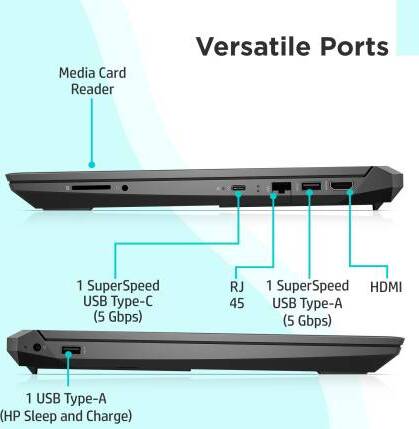 Versatile Ports
Media Card
Reader
1 SuperSpeed
USB Type-C
(5 Gbps)
RJ
45
1 SuperSpeed
USB Type-A
(5 Gbps)
HDMI
1 USB Type-A
(HP Sleep and Charge)